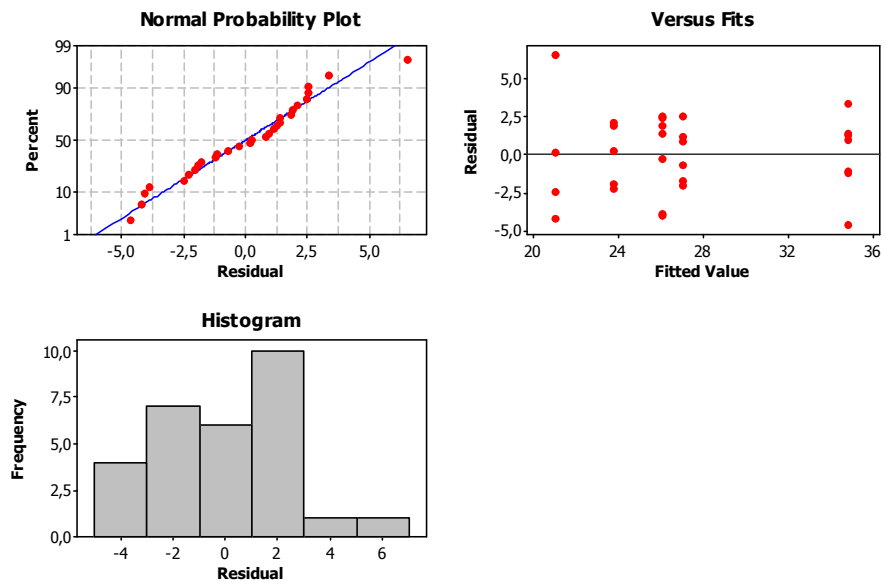 Normal Probability Plot
99
90
50
10
1
Percent
-5,0 -2,5 0,0 2,5 5,0
Residual
Versus Fits
5,0
2,5
0,0
-2,5
-5,0
Residual
20 24 28 32 36
Fitted Value
Histogram
10,0
7,5
5,0
2,5
0,0
Frequency
-4 -2 0 2 4 6
Residual